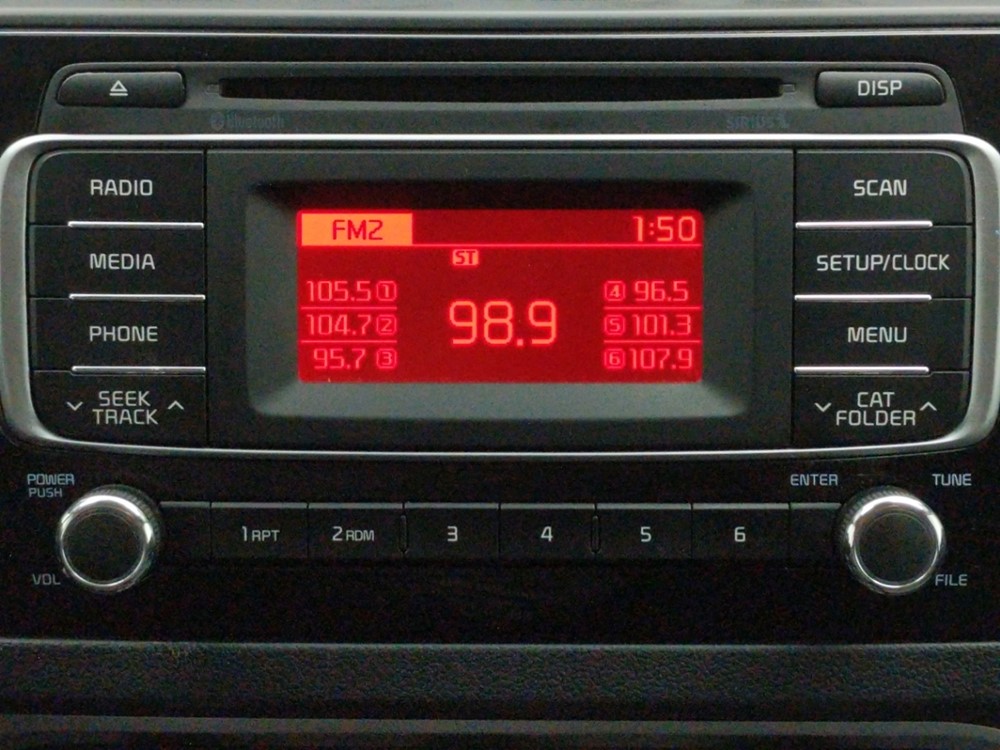 DISP
Bluetooth
SIRIUS
RADIO
MEDIA
PHONE
SEEK
TRACK
FM2
1:50
ST
105.5 1
104.7 2
95.7 3
98.9
4 96.5
5 101.3
6 107.9
SCAN
SETUP/CLOCK
MENU
CAT
FOLDER
POWER
PUSH
VOL
1 RPT
2 RDM
3
4
5
6
ENTER
TUNE
FILE